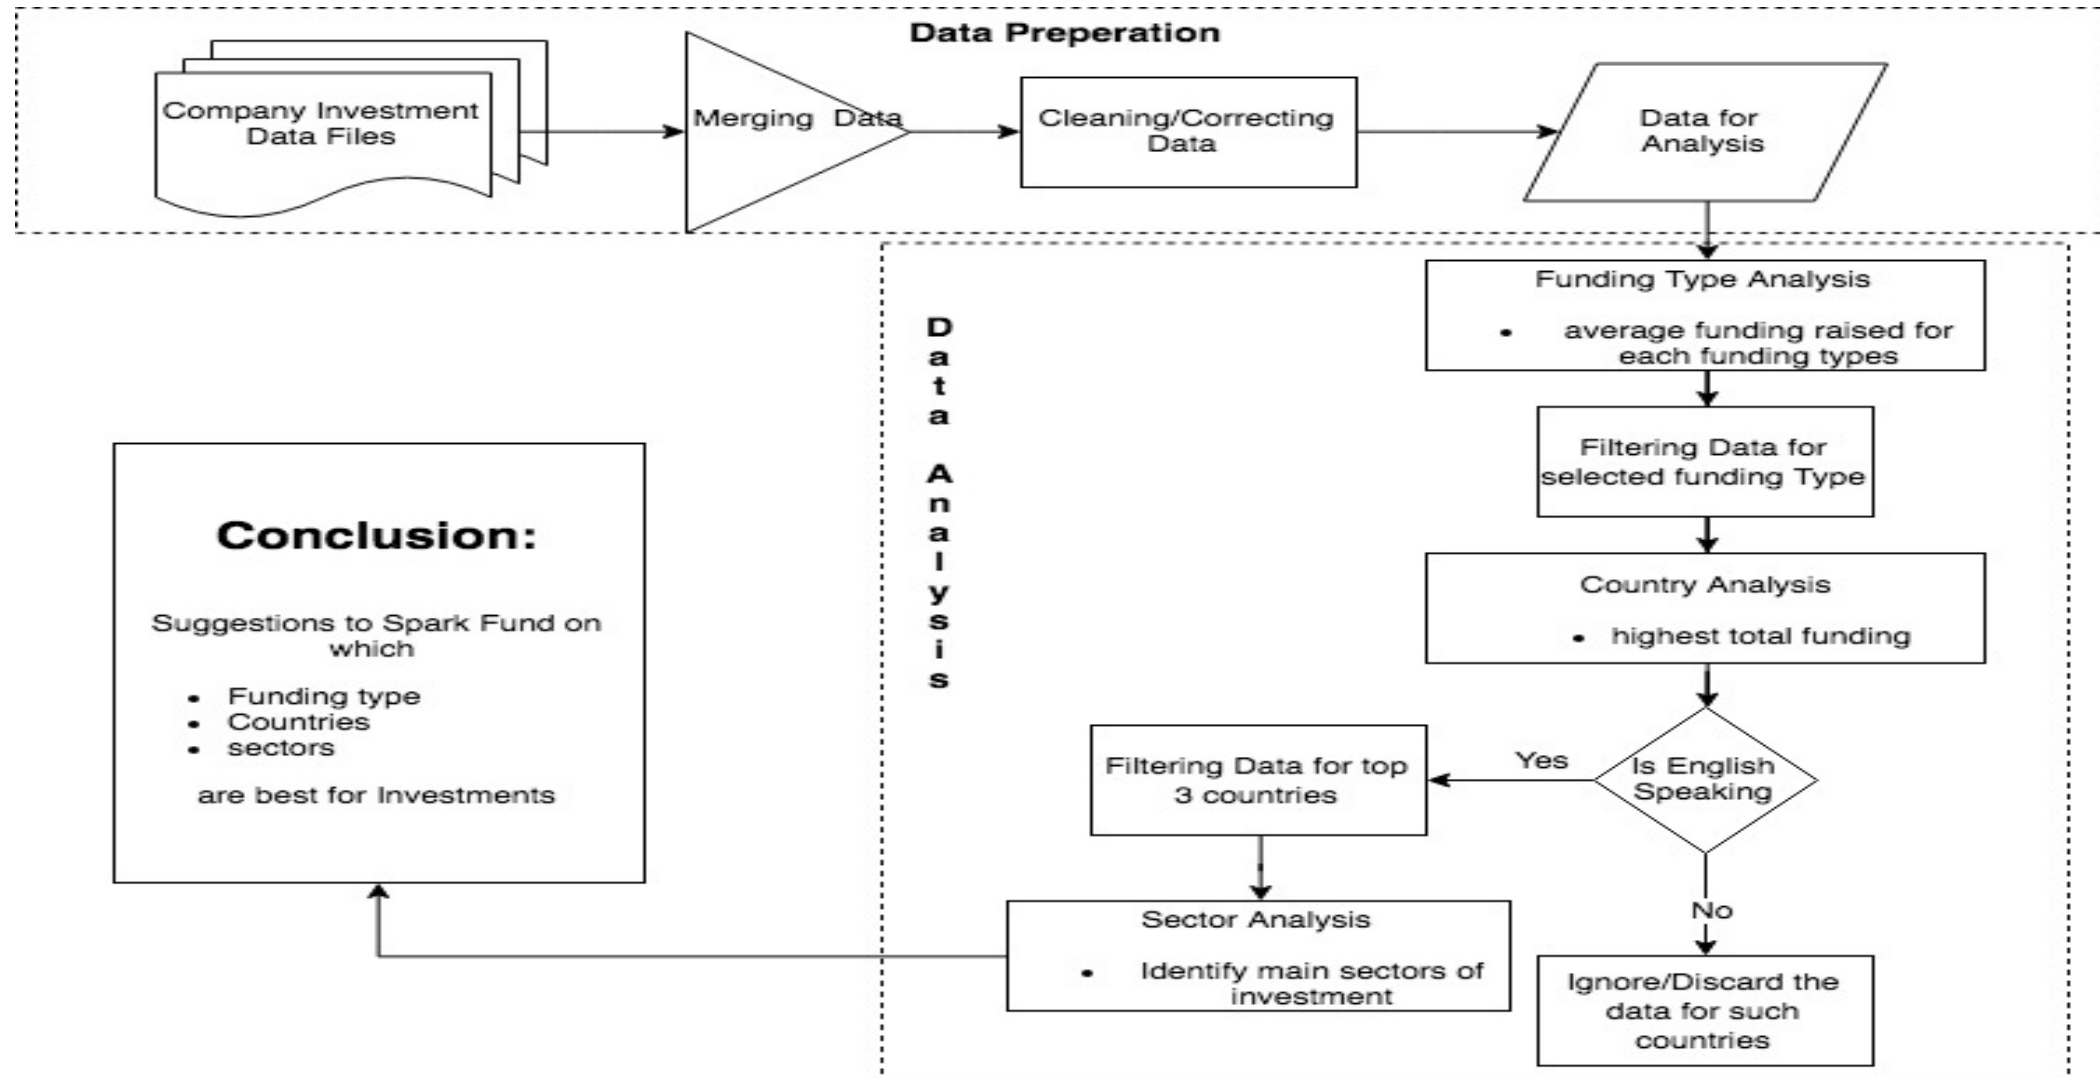 Data Preperation
Company Investment
Data Files
Merging Data
Cleaning/Correcting
Data
Data for
Analysis
Data Analysis
Funding Type Analysis
• average funding raised for
each funding types
Filtering Data for
selected funding Type
Country Analysis
• highest total funding
Is English
Speaking
Yes
No
Filtering Data for top
3 countries
Sector Analysis
• Identify main sectors of
investment
Ignore/Discard the
data for such
countries
Conclusion:
Suggestions to Spark Fund on
which
• Funding type
• Countries
• sectors
are best for Investments